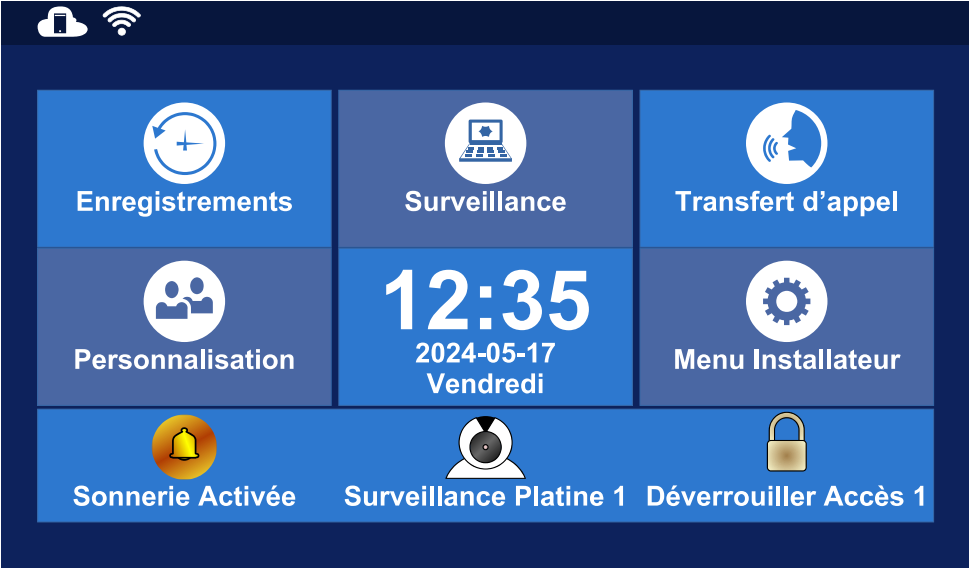 Enregistrements
Surveillance
Transfert d’appel
Personnalisation
12:35
2024-05-17
Vendredi
Menu Installateur
Sonnerie Activée
Surveillance Platine 1
Déverrouiller Accès 1